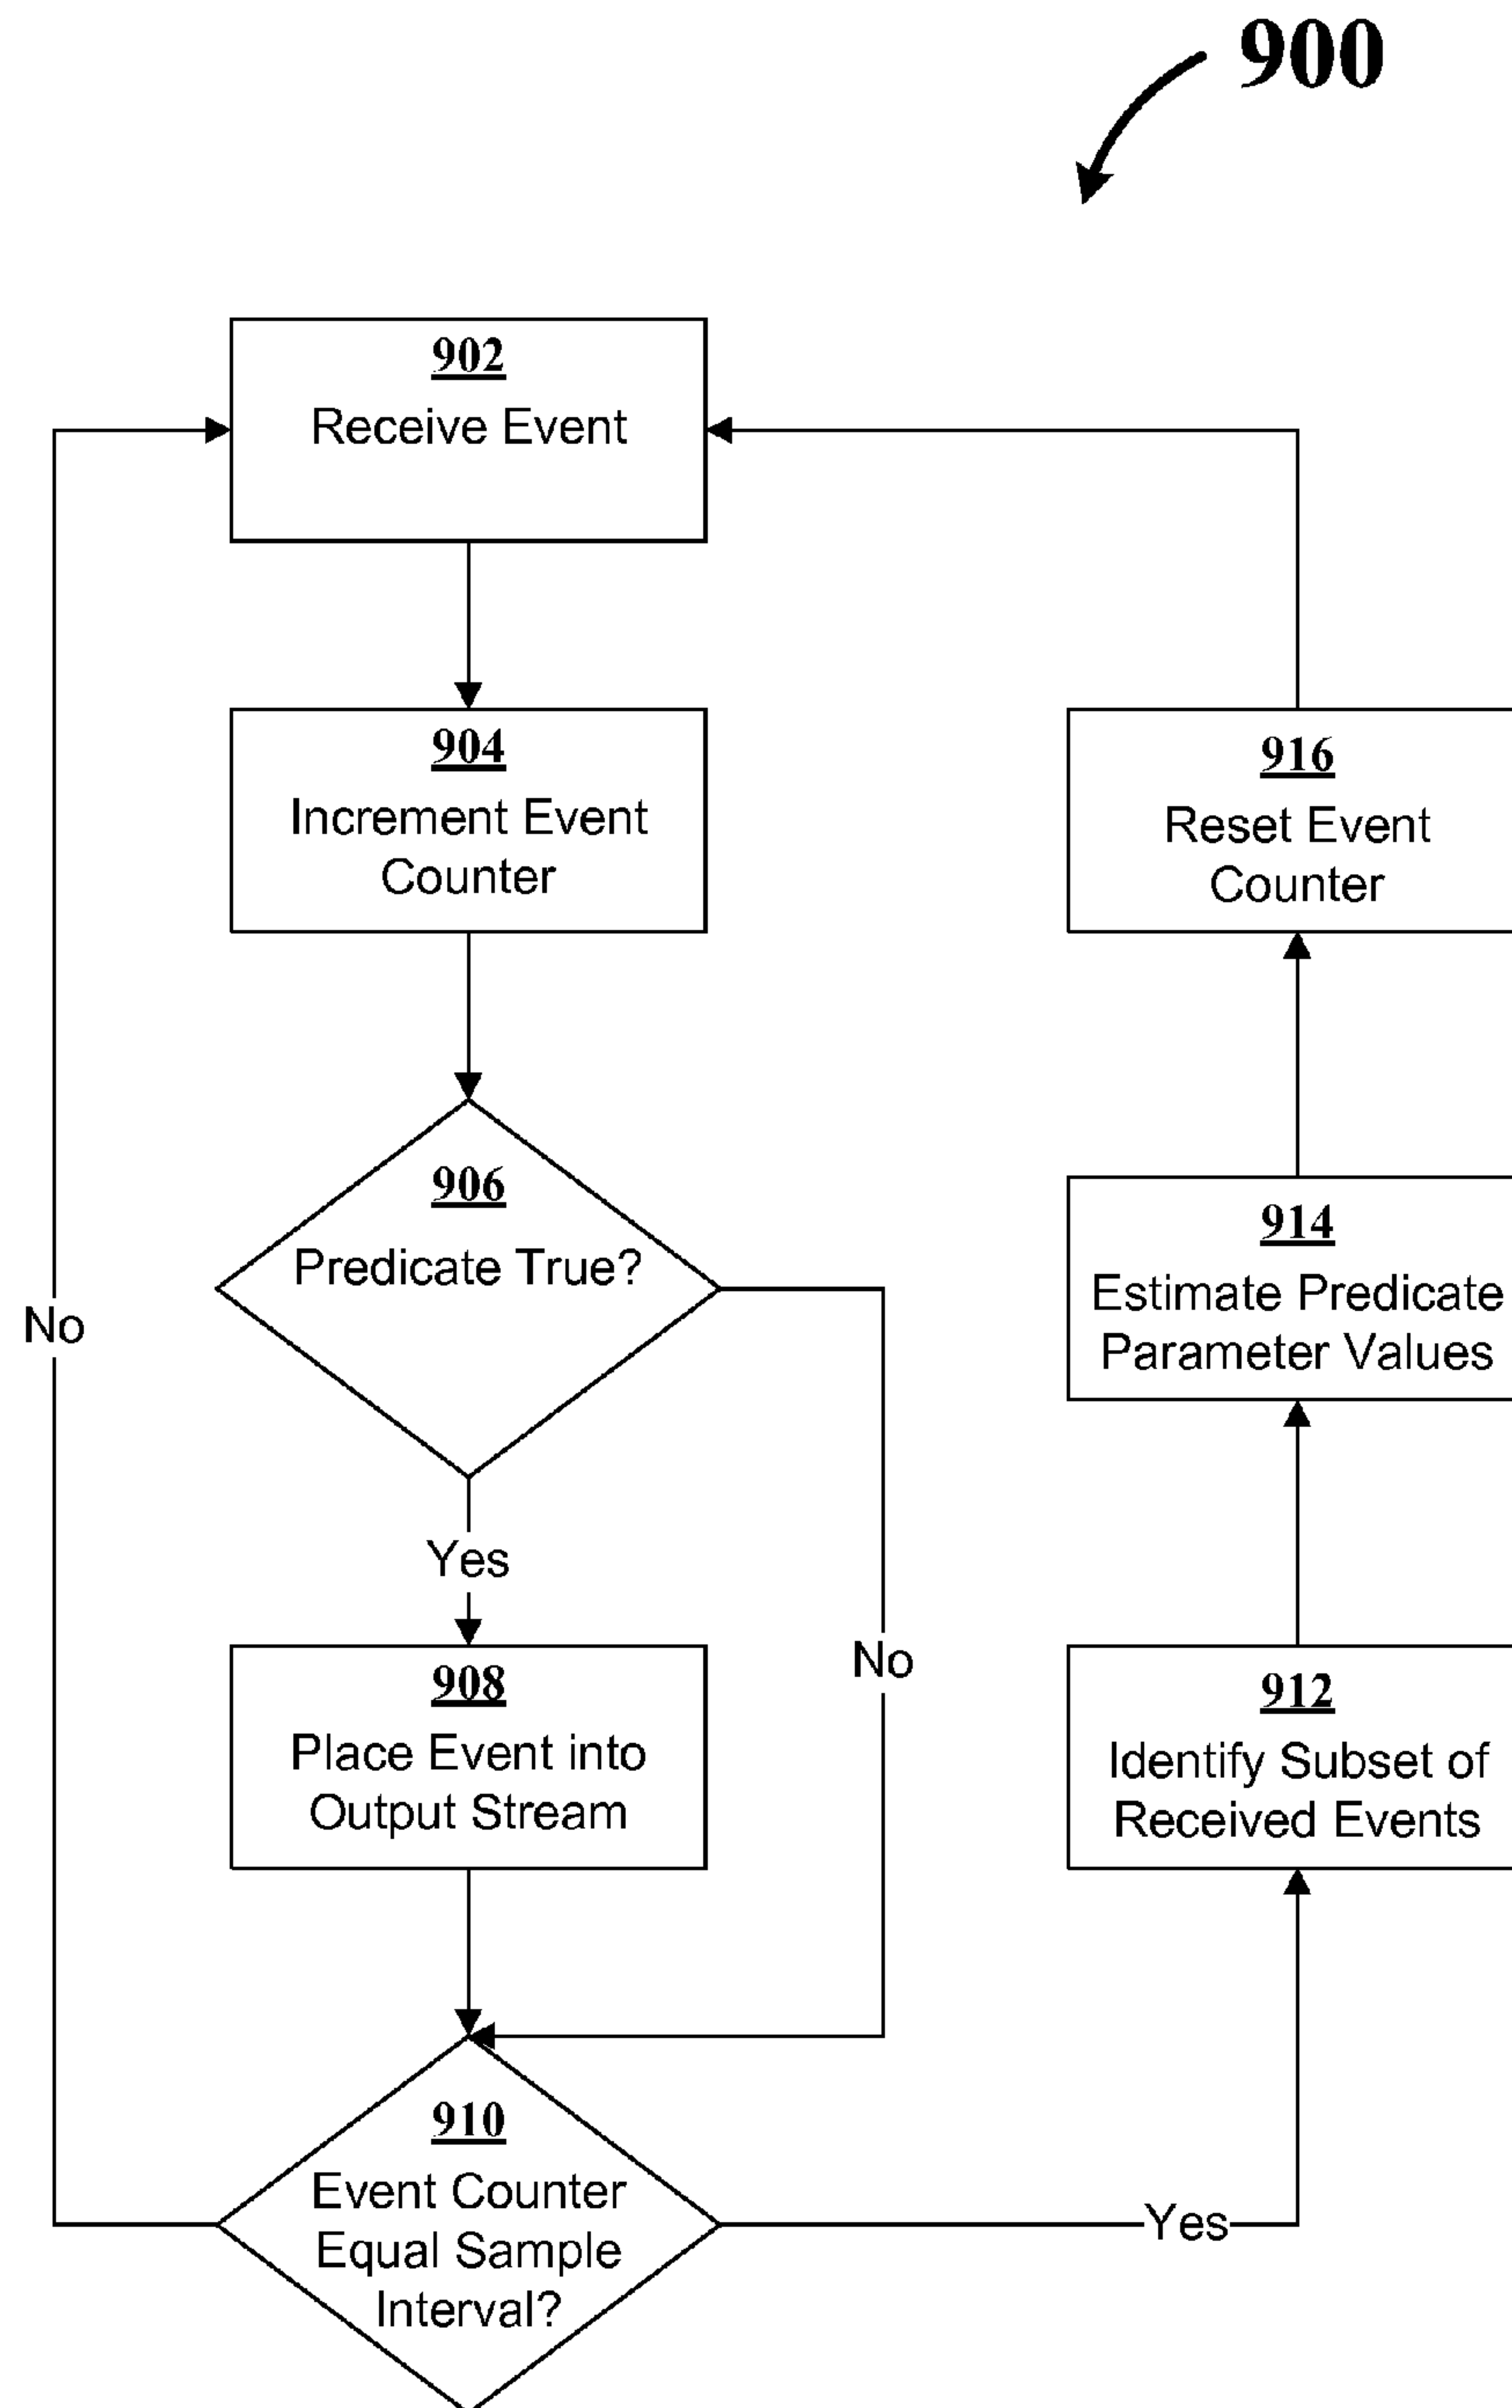 900
902
Receive Event
904
Increment Event
Counter
906
Predicate True?
Yes
No
908
Place Event into
Output Stream
No
910
Event Counter
Equal Sample
Interval?
Yes
912
Identify Subset of
Received Events
914
Estimate Predicate
Parameter Values
916
Reset Event
Counter